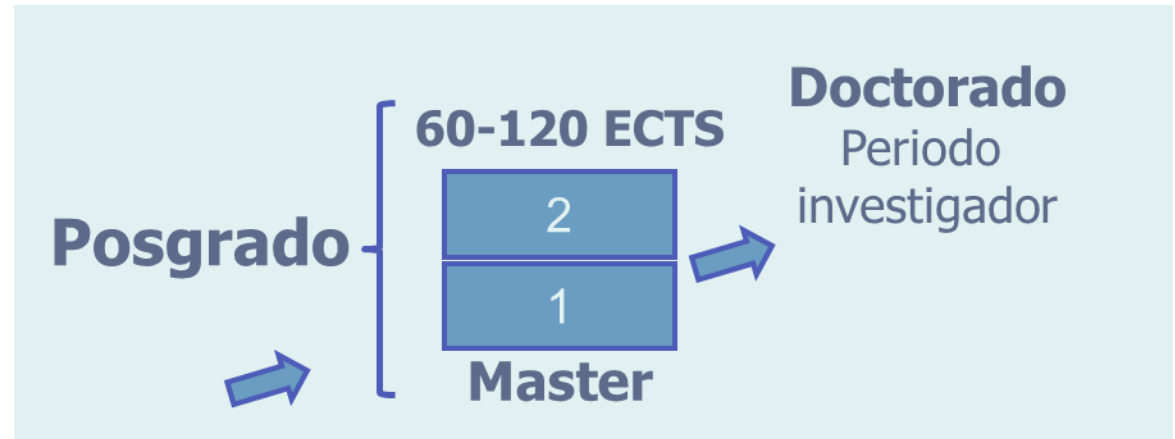 Posgrado
60-120 ECTS
2
1
Master
Doctorado
Periodo
investigador